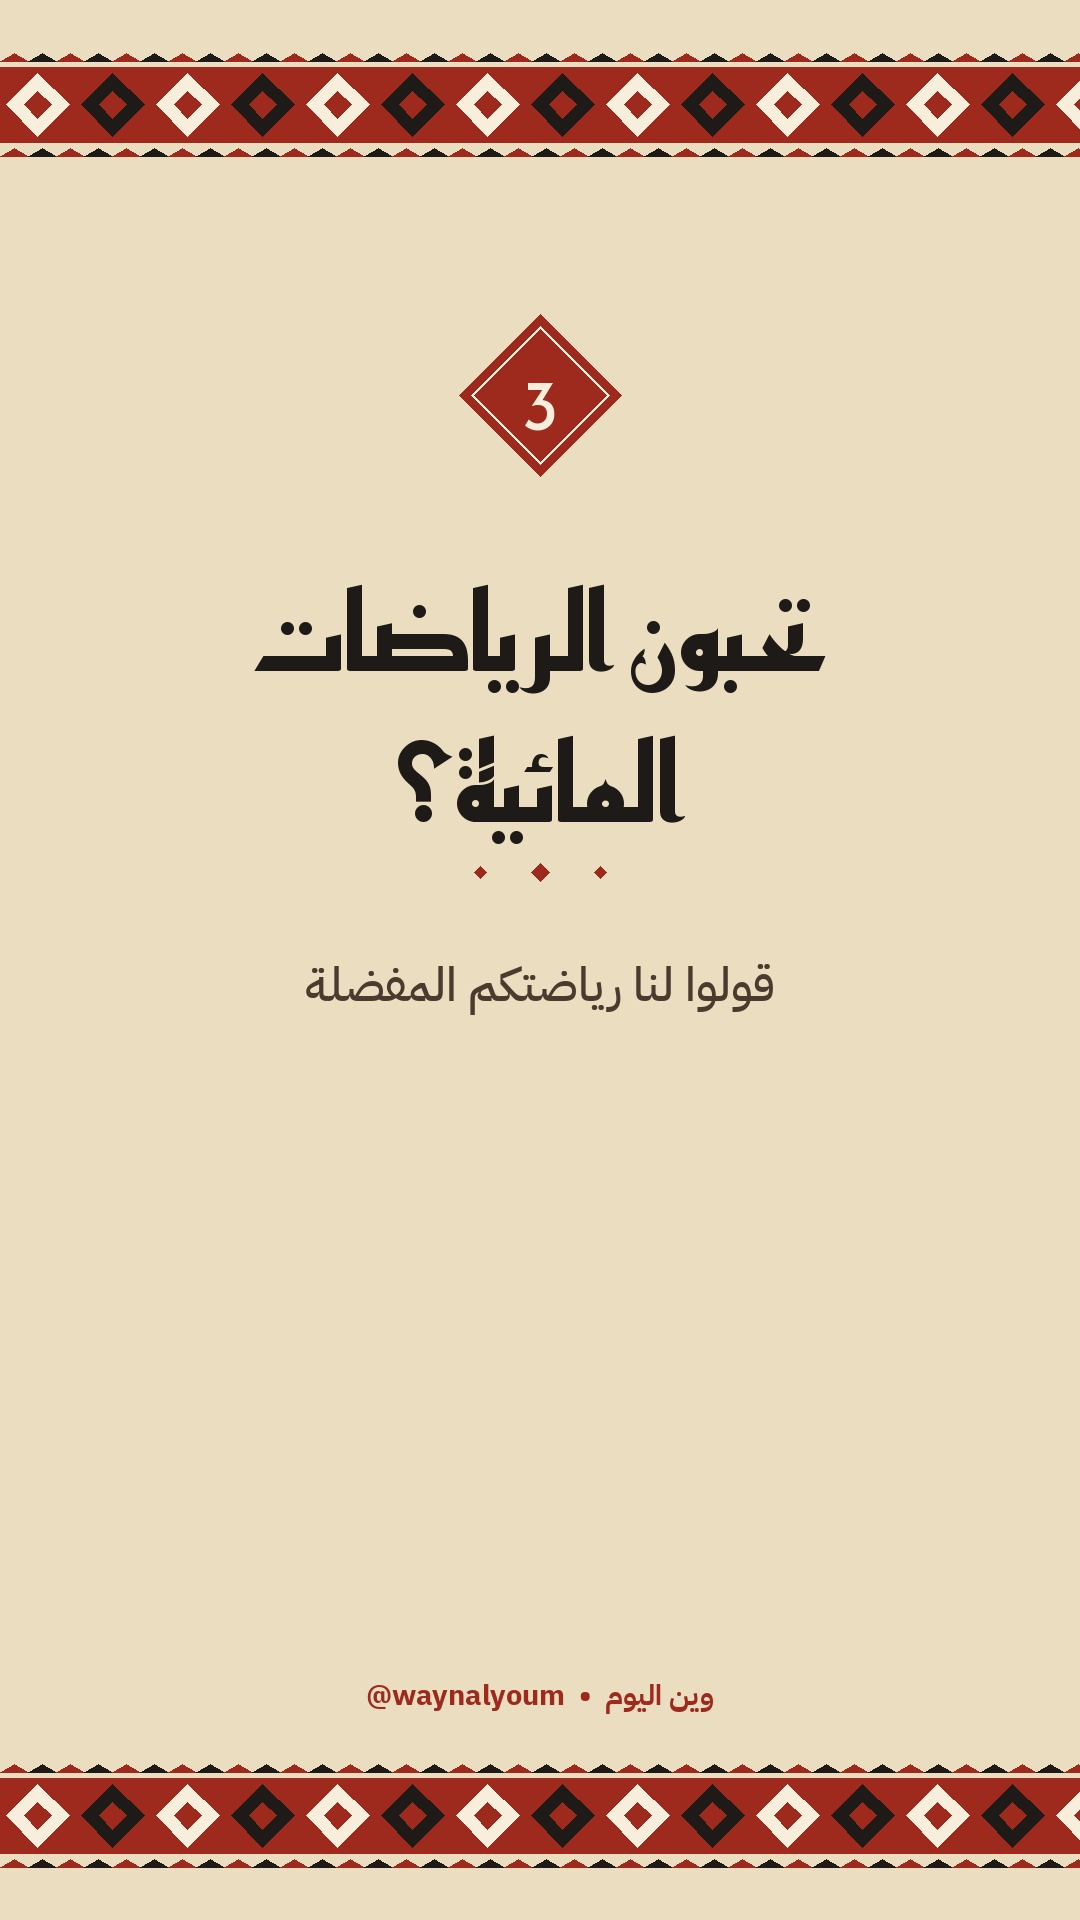 3
تحبون الرياضات
المائية؟
قولوا لنا رياضتكم المفضلة
وين اليوم • @waynalyoum